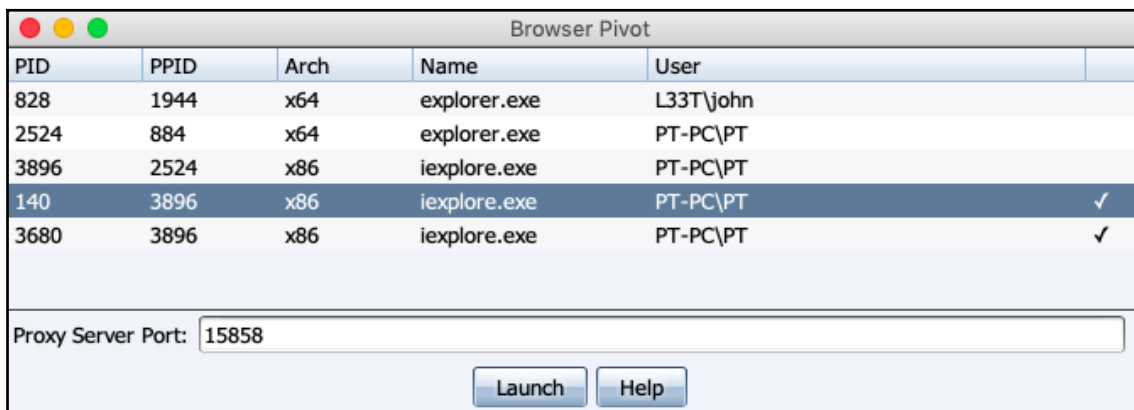 Browser Pivot
PID PPID Arch Name User
828 1944 x64 explorer.exe L33T\john
2524 884 x64 explorer.exe PT-PC\PT
3896 2524 x86 iexplore.exe PT-PC\PT
140 3896 x86 iexplore.exe PT-PC\PT ✓
3680 3896 x86 iexplore.exe PT-PC\PT ✓
Proxy Server Port: 15858
Launch Help